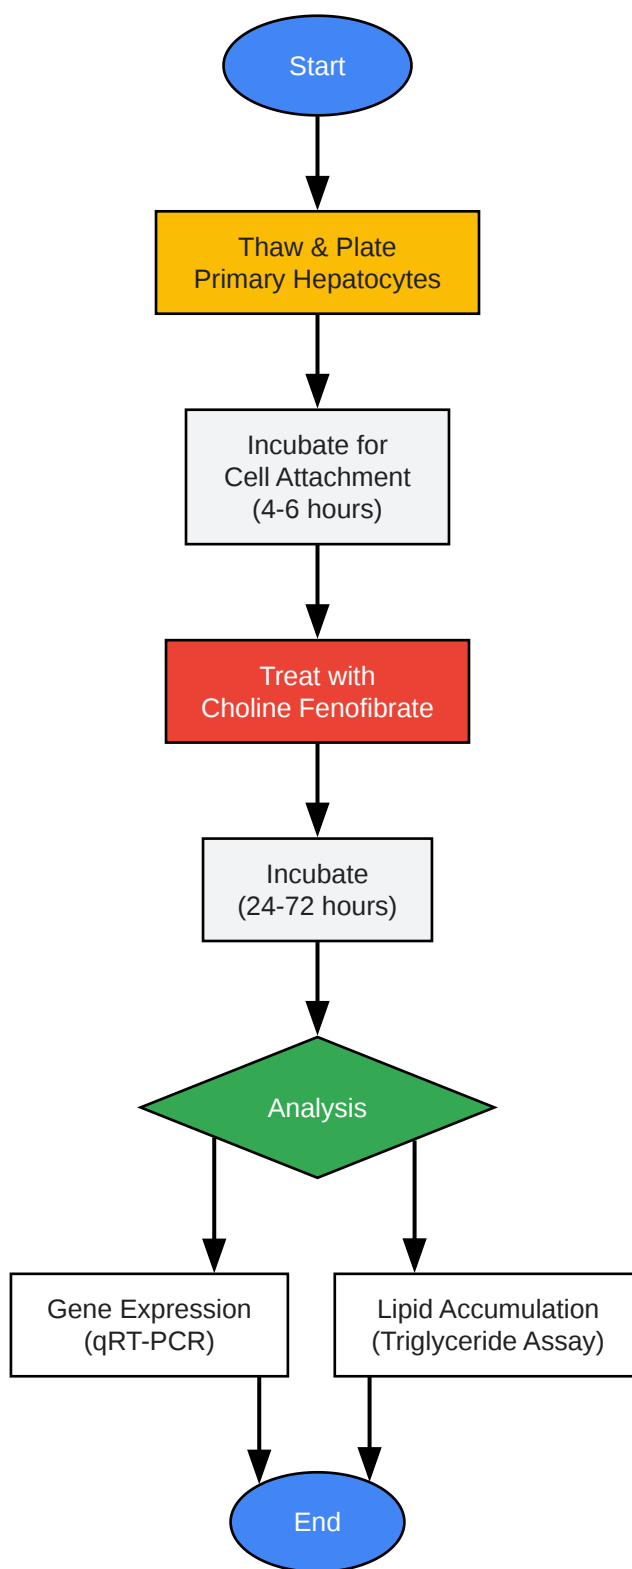 Start
Thaw & Plate
Primary Hepatocytes
Incubate for
Cell Attachment
(4-6 hours)
Treat with
Choline Fenofibrate
Incubate
(24-72 hours)
Analysis
Gene Expression
(qRT-PCR)
Lipid Accumulation
(Triglyceride Assay)
End